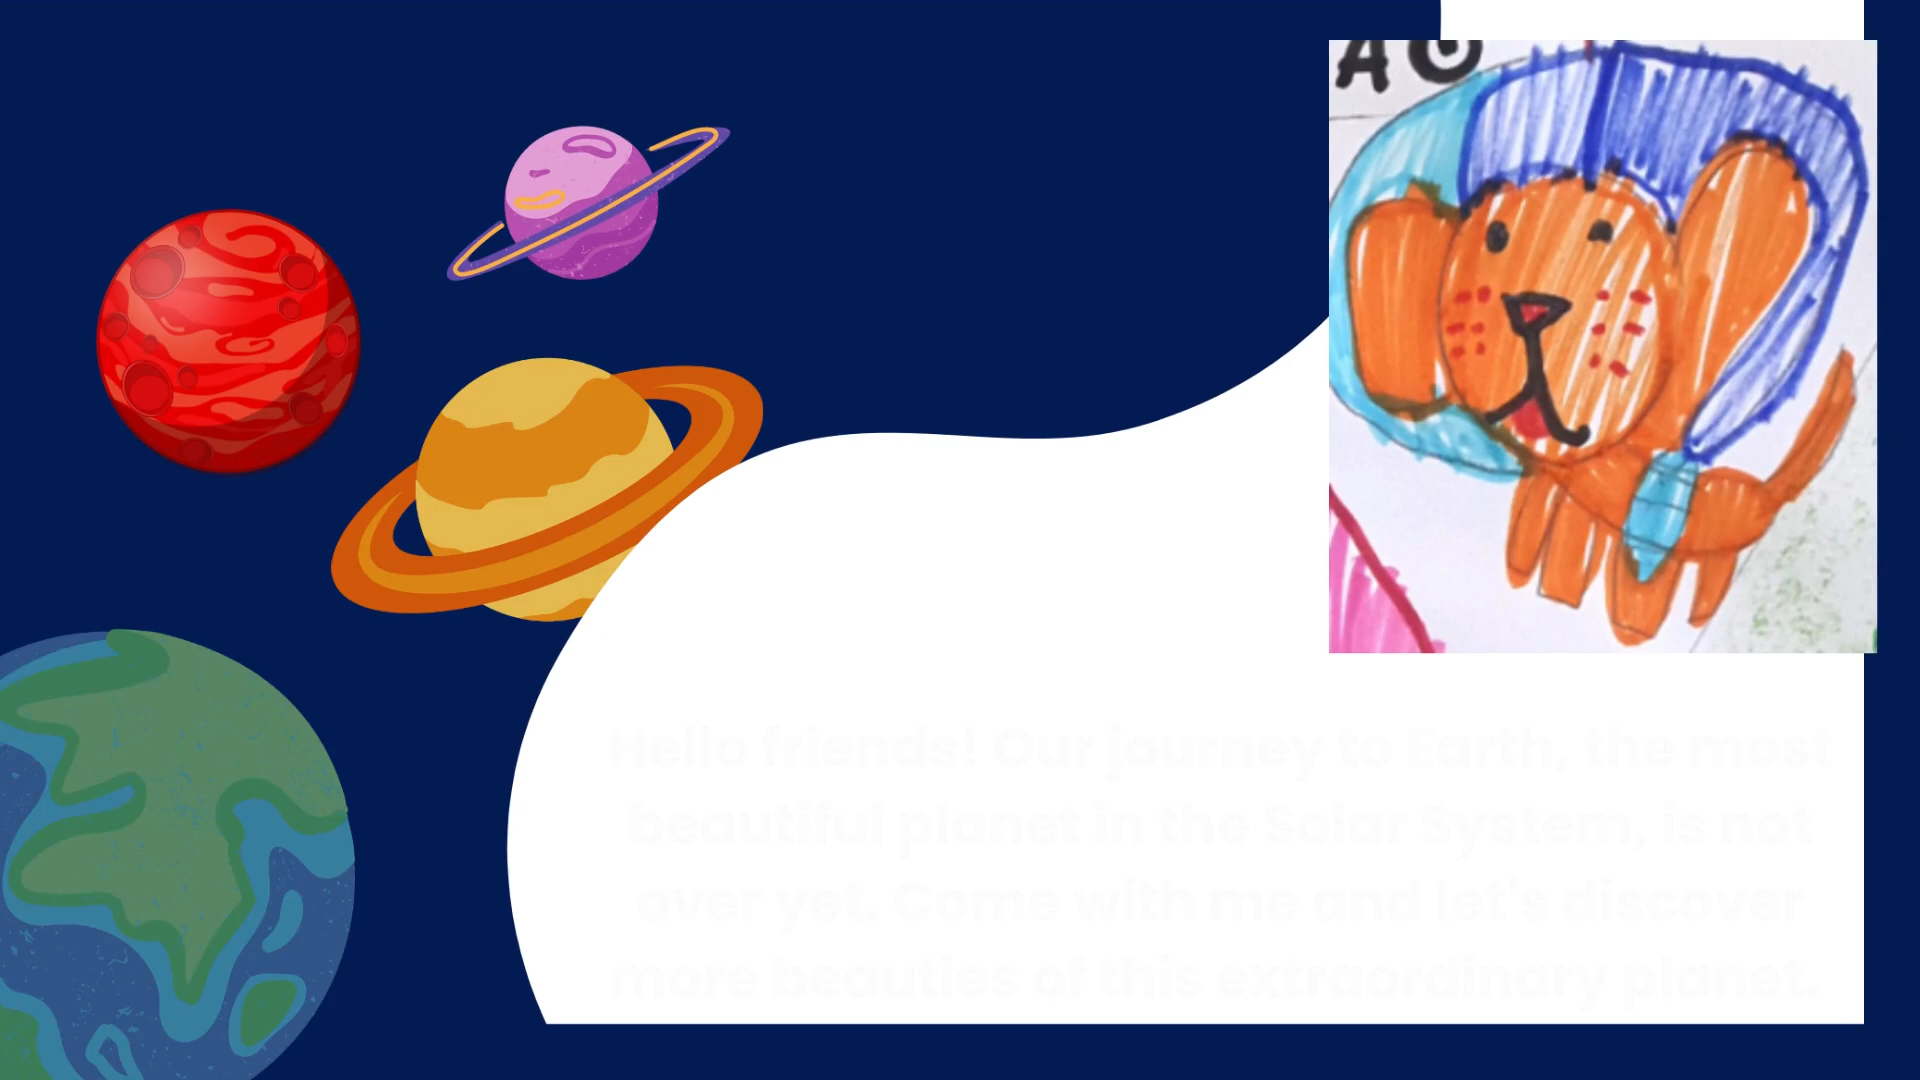 Hello friends! Our journey to Earth, the most
beautiful planet in the Solar System, is not
over yet. Come with me and let's discover
more beauties of this extraordinary planet.